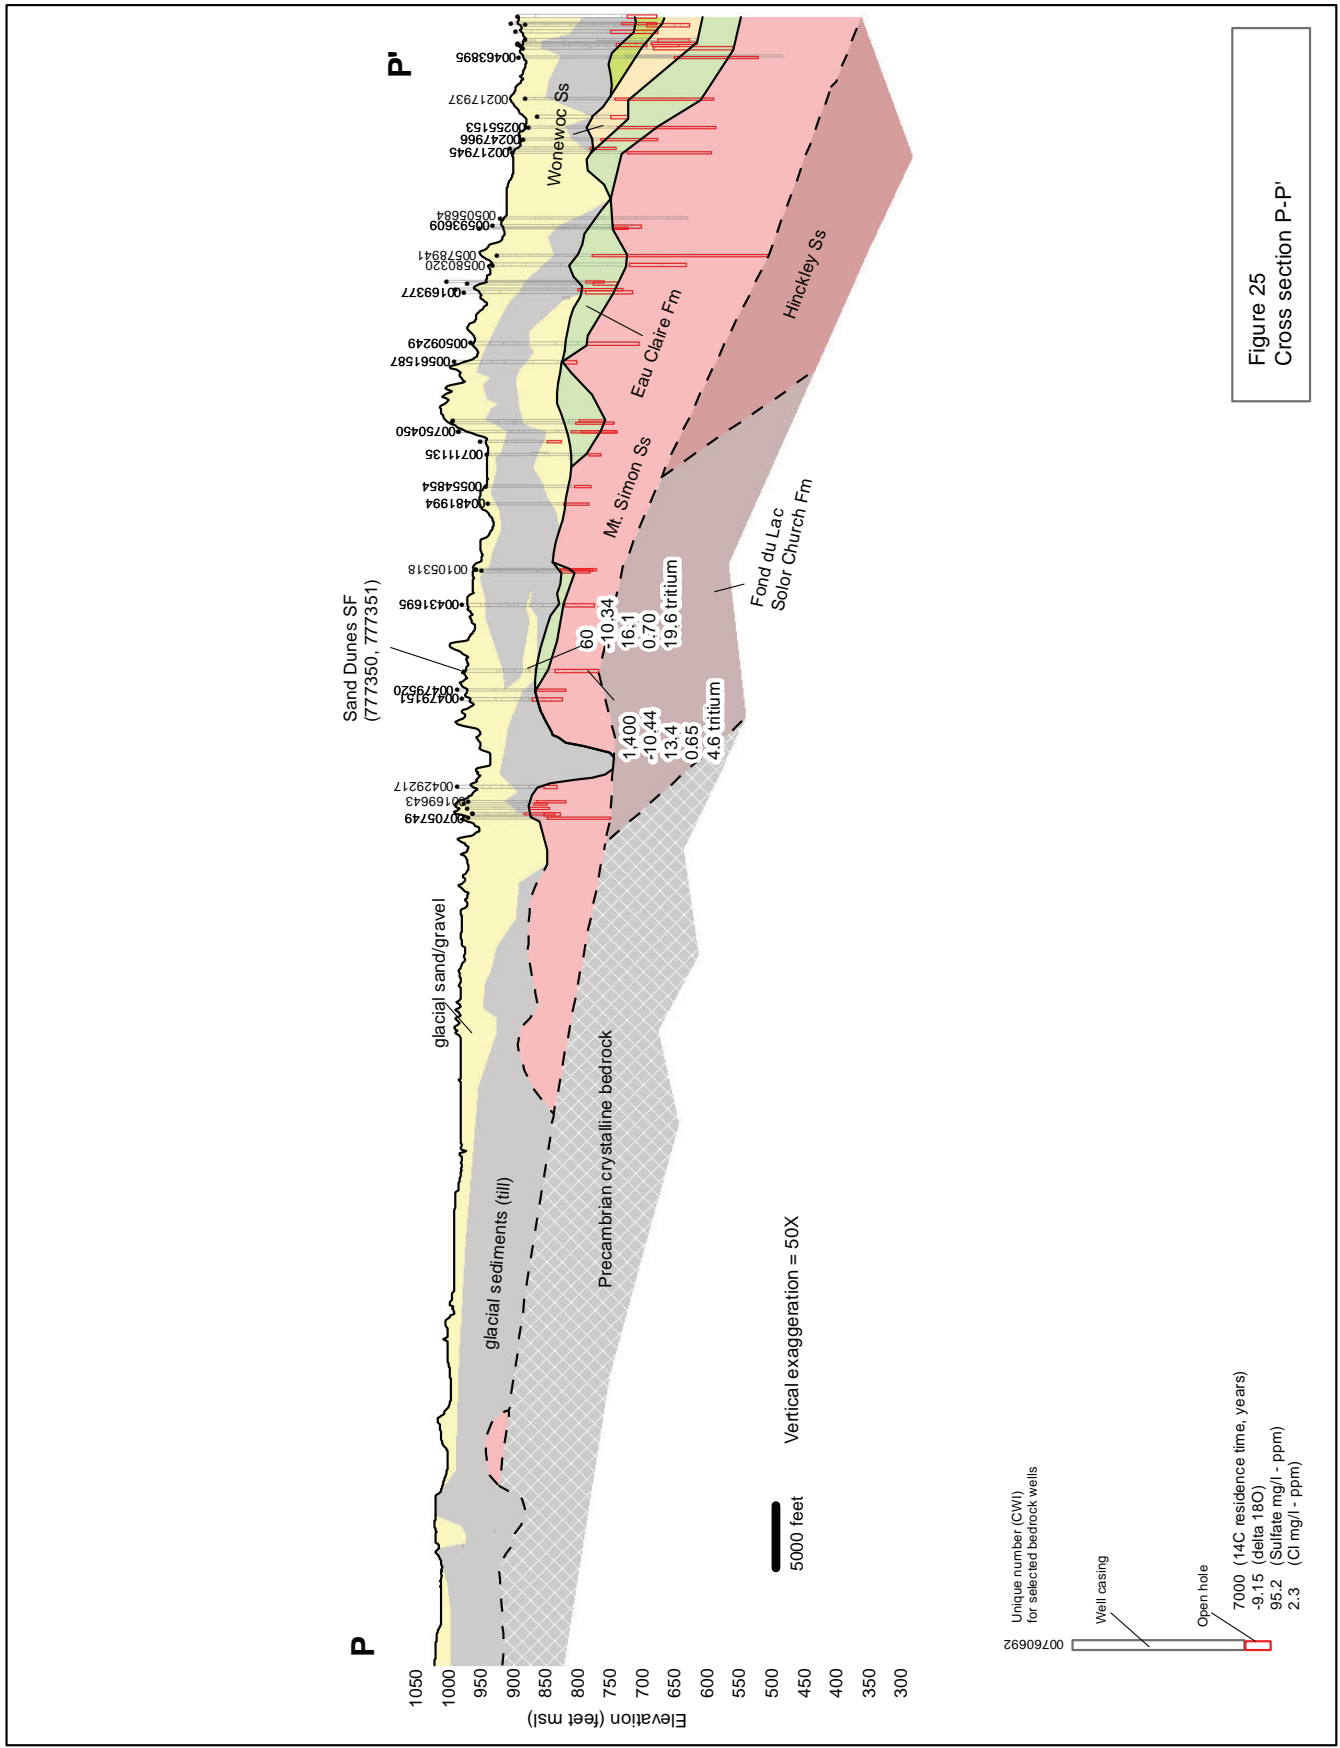 P
P'
Sand Dunes SF
(777350, 777351)
00705749
00169643
00429217
00479151
00479520
00431695
00105318
00481994
00554854
00711135
00750450
00561587
00509249
00169377
00580320
00578941
00593609
00505684
00217945
00247966
00255153
00217937
00463895
glacial sand/gravel
glacial sediments (till)
Precambrian crystalline bedrock
Wonewoc Ss
Eau Claire Fm
Mt. Simon Ss
Hinckley Ss
Fond du Lac
Solor Church Fm
60
-10.34
16.1
0.70
19.6 tritium
1,400
-10.44
13.4
0.65
4.6 tritium
1050
1000
950
900
850
800
750
700
650
600
550
500
450
400
350
300
Elevation (feet msl)
5000 feet
Vertical exaggeration = 50X
Unique number (CWI)
for selected bedrock wells
00760692
Well casing
Open hole
7000 (14C residence time, years)
-9.15 (delta 18O)
95.2 (Sulfate mg/l - ppm)
2.3 (Cl mg/l - ppm)
Figure 25
Cross section P-P'